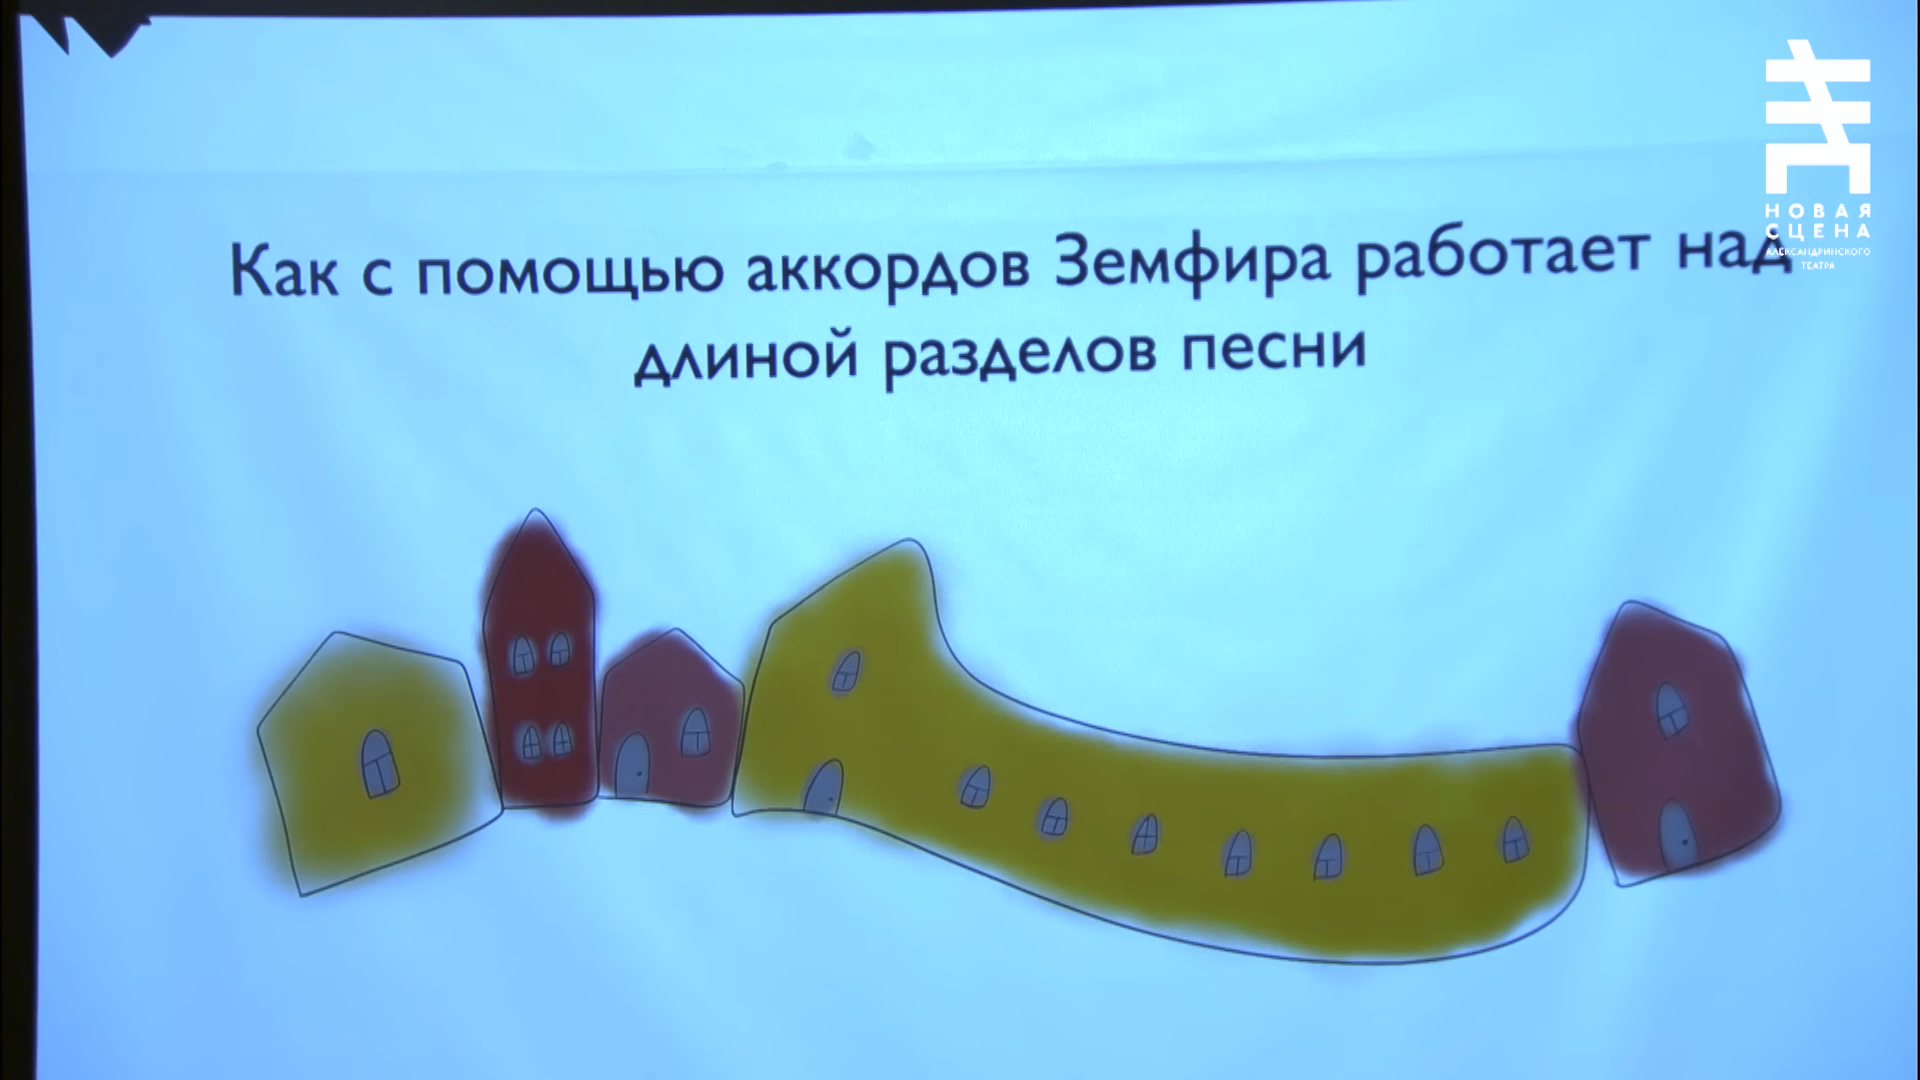 Как с помощью аккордов Земфира работает над
длиной разделов песни
НОВАЯ
СЦЕНА
АЛЕКСАНДРИНСКОГО
ТЕАТРА